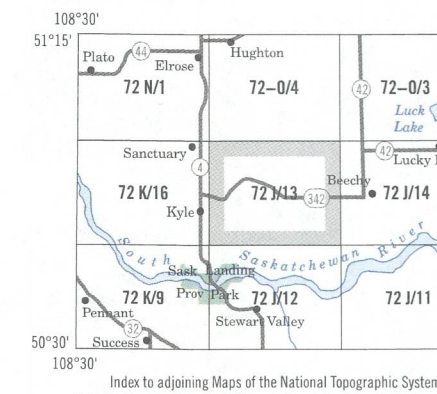 108°30'
51°15'
Plato
44
Elrose
Hughton
72 N/1
72-O/4
42
72-O/3
Luck
Lake
Sanctuary
42
Lucky
4
72 K/16
72 J/13
342
Beechy
72 J/14
Kyle
South Saskatchewan River
Sask Landing
Prov Park
72 K/9
72 J/12
72 J/11
Pennant
Stewart Valley
32
Success
50°30'
108°30'
Index to adjoining Maps of the National Topographic System